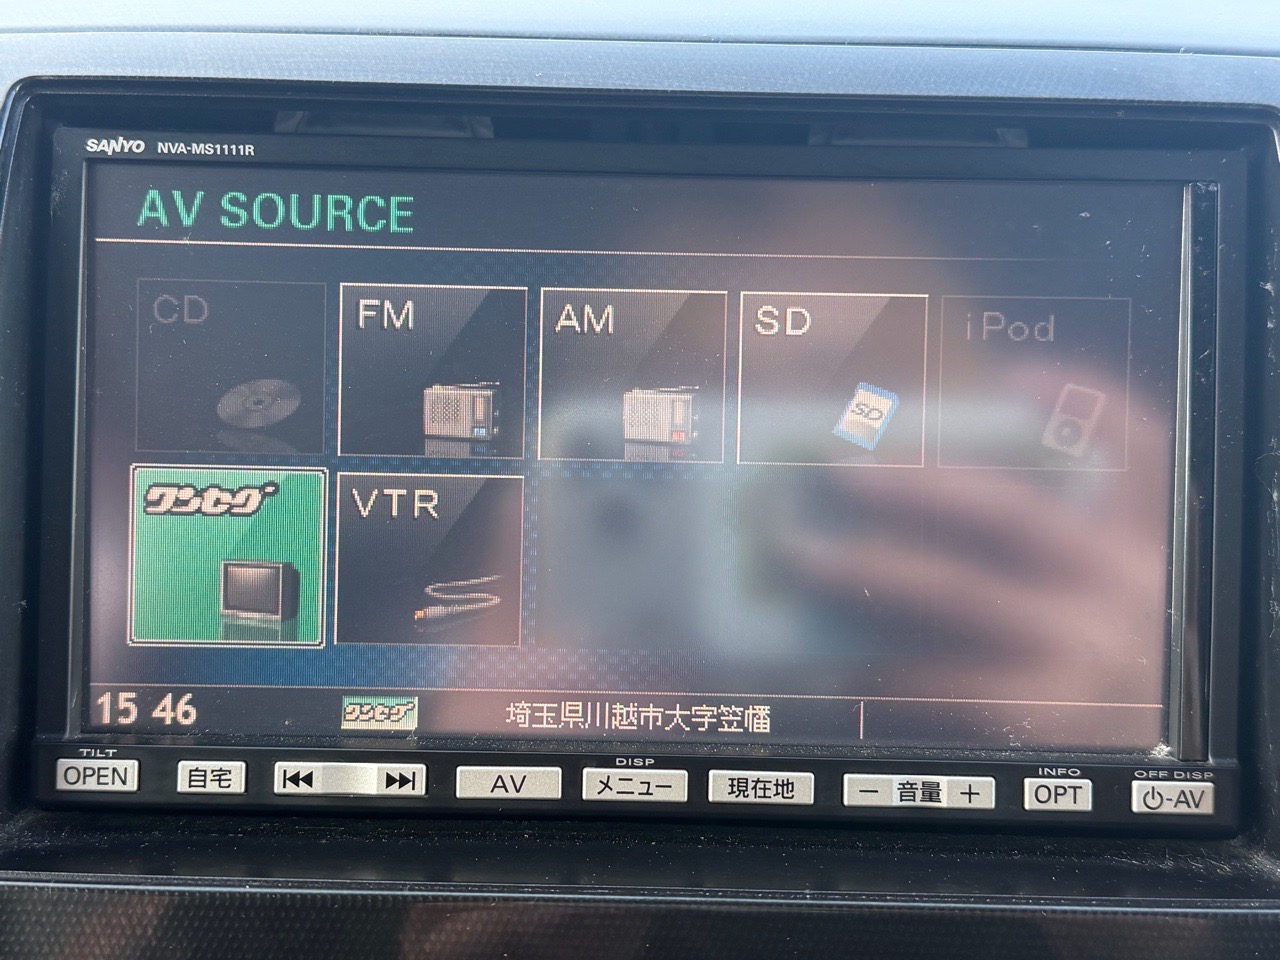 SANYO NVA-MS1111R
AV SOURCE
CD FM AM SD iPod
SD
ワンセグ VTR
15 46 ワンセグ 埼玉県川越市大字笠幡
TILT DISP INFO OFF DISP
OPEN 自宅 AV メニュー 現在地 － 音量 ＋ OPT ⏻-AV